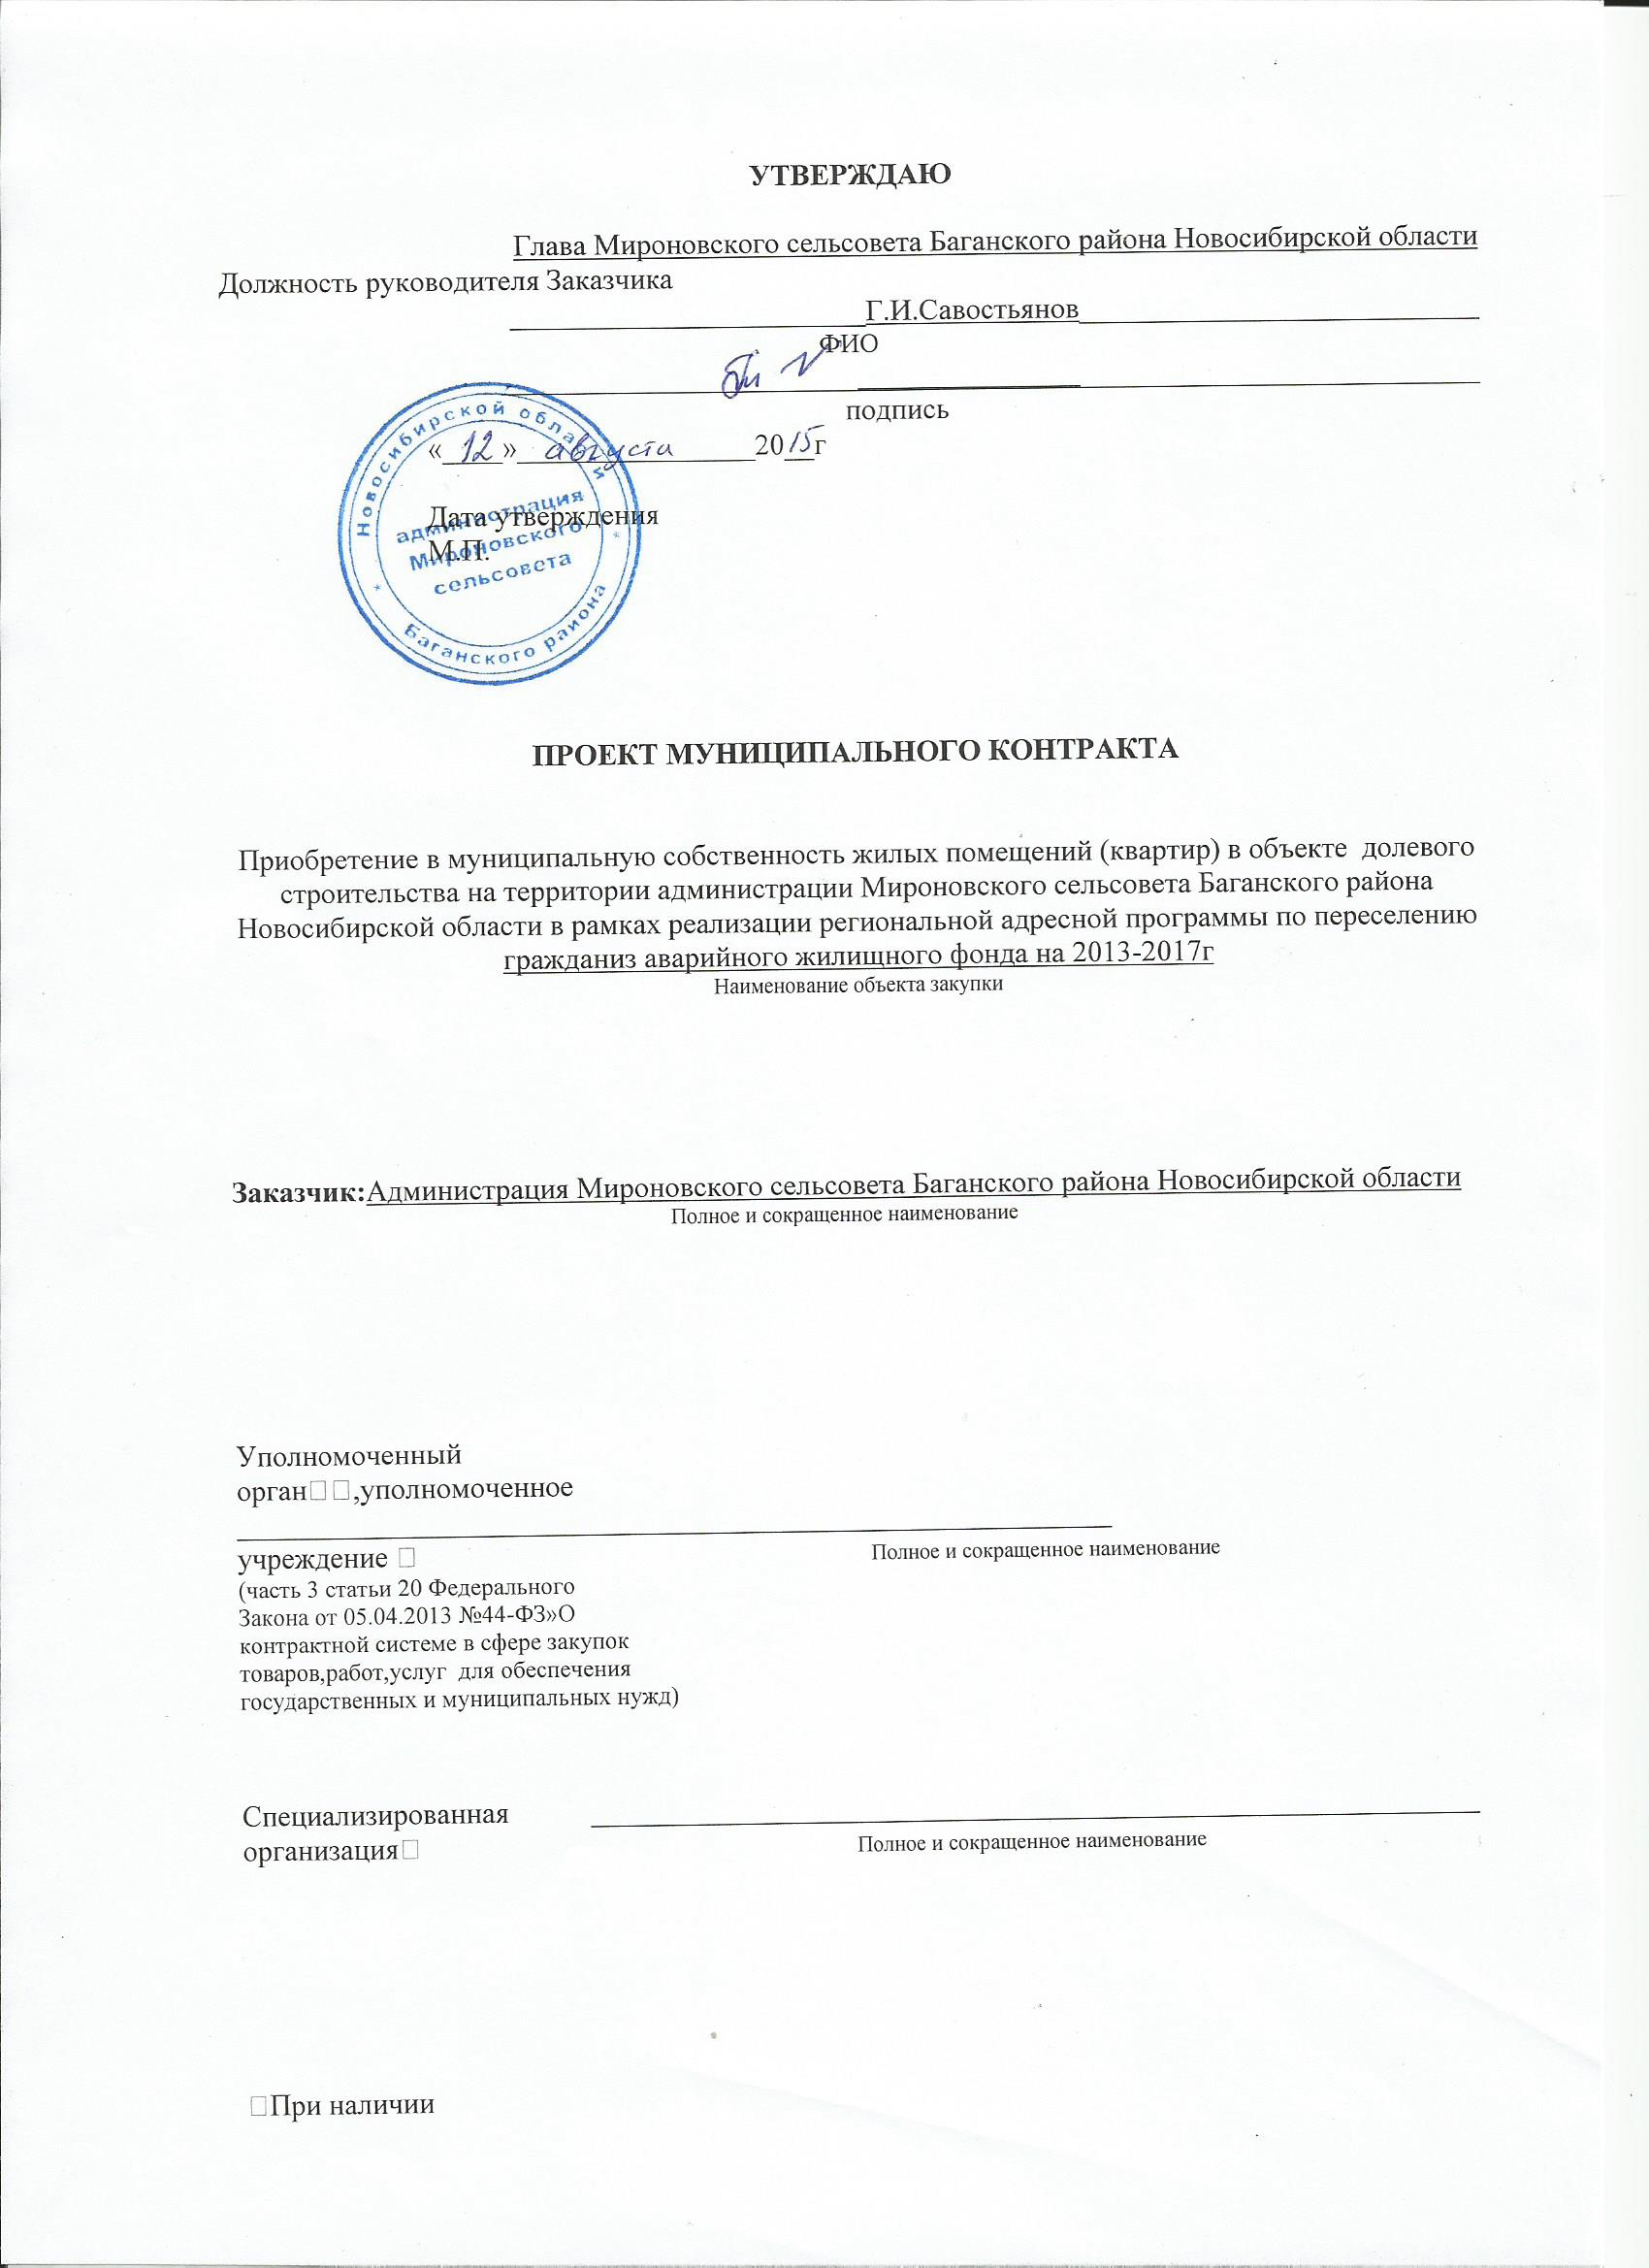 УТВЕРЖДАЮ
Глава Мироновского сельсовета Баганского района Новосибирской области
Должность руководителя Заказчика
Г.И.Савостьянов
ФИО
подпись
«12» августа 2015г
Дата утверждения
М.П.
Новосибирской области
администрация
Мироновского
сельсовета
Баганского района
ПРОЕКТ МУНИЦИПАЛЬНОГО КОНТРАКТА
Приобретение в муниципальную собственность жилых помещений (квартир) в объекте долевого
строительства на территории администрации Мироновского сельсовета Баганского района
Новосибирской области в рамках реализации региональной адресной программы по переселению
гражданиз аварийного жилищного фонда на 2013-2017г
Наименование объекта закупки
Заказчик:Администрация Мироновского сельсовета Баганского района Новосибирской области
Полное и сокращенное наименование
Уполномоченный
орган□□,уполномоченное
учреждение □
Полное и сокращенное наименование
(часть 3 статьи 20 Федерального
Закона от 05.04.2013 №44-ФЗ»О
контрактной системе в сфере закупок
товаров,работ,услуг для обеспечения
государственных и муниципальных нужд)
Специализированная
организация□
Полное и сокращенное наименование
□При наличии